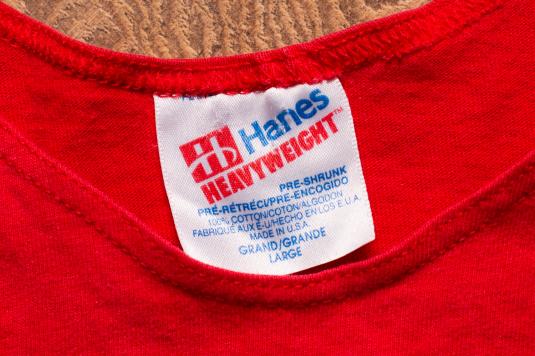 Hanes
HEAVYWEIGHT™
PRE-SHRUNK
PRÉ-RÉTRÉCI/PRE-ENCOGIDO
100% COTTON/COTON/ALGODON
FABRIQUÉ AUX É-U/HECHO EN LOS E.U.A.
MADE IN U.S.A.
GRAND/GRANDE
LARGE